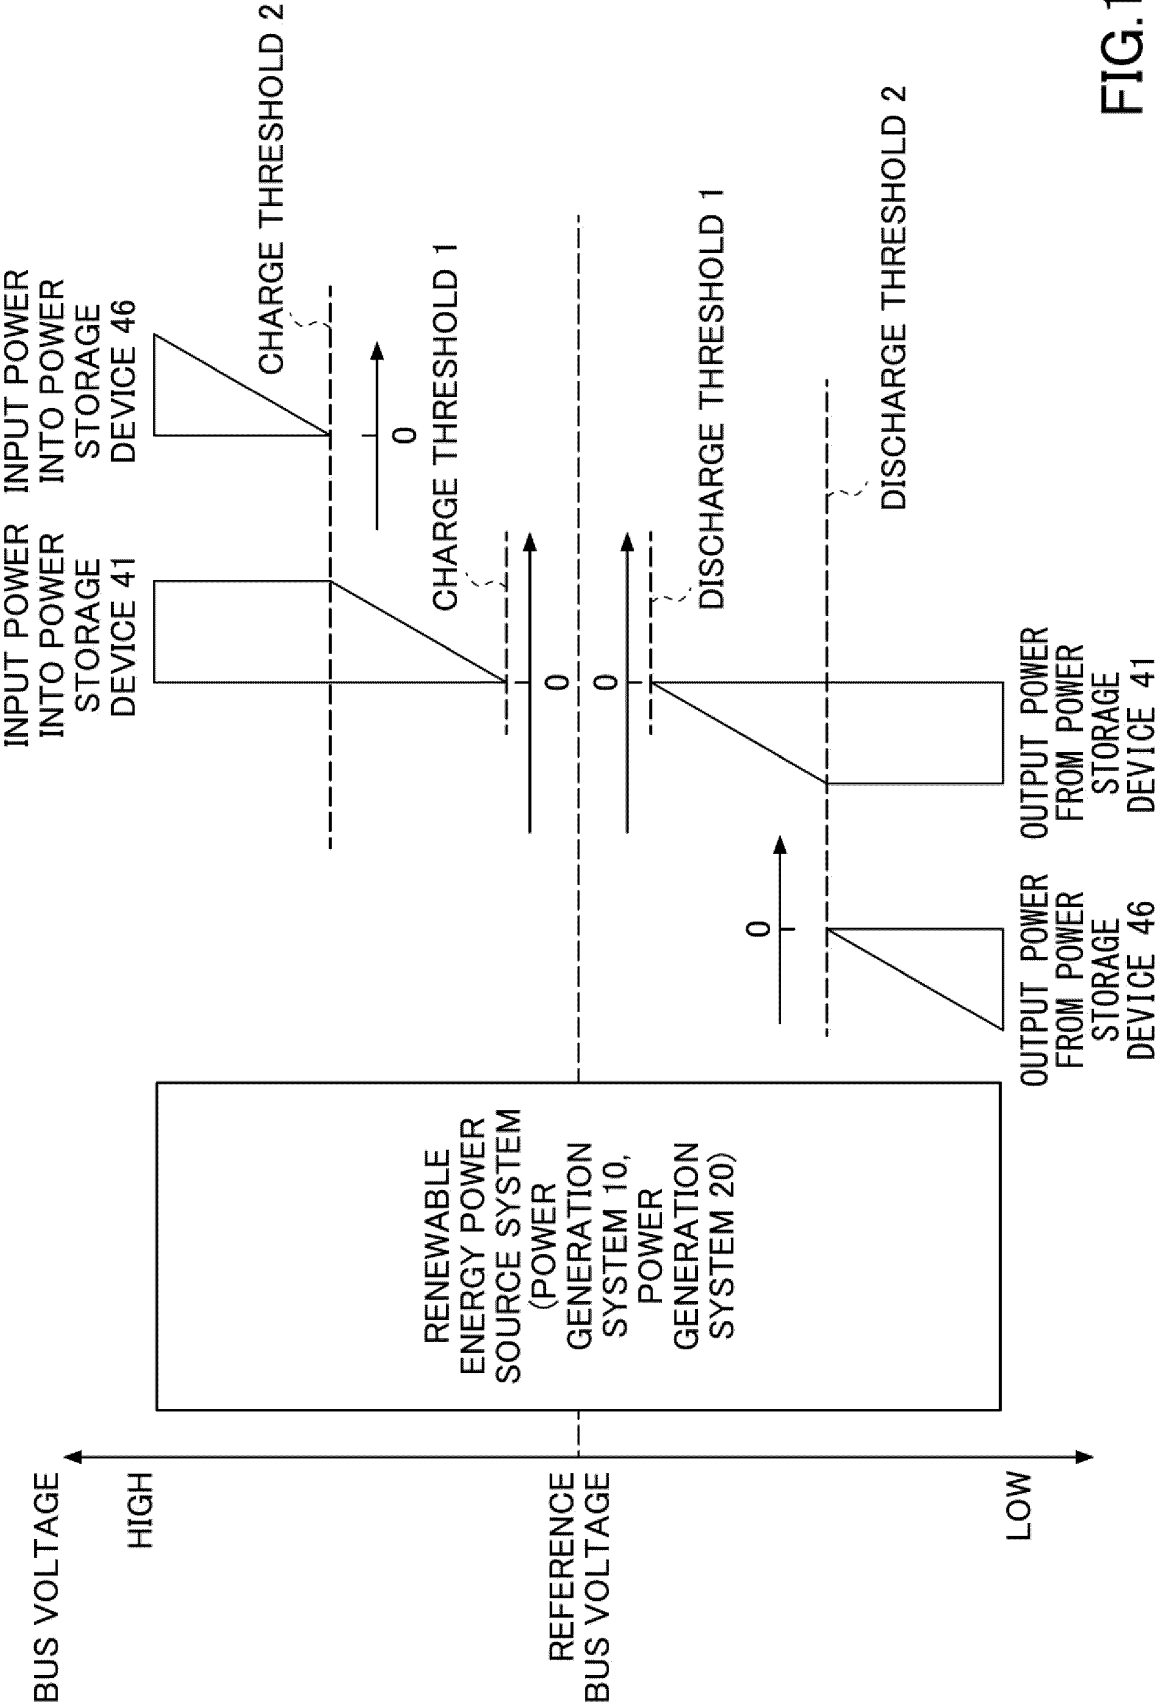 BUS VOLTAGE
HIGH
REFERENCE
BUS VOLTAGE
LOW
RENEWABLE
ENERGY POWER
SOURCE SYSTEM
(POWER
GENERATION
SYSTEM 10,
POWER
GENERATION
SYSTEM 20)
INPUT POWER
INTO POWER
STORAGE
DEVICE 41
INPUT POWER
INTO POWER
STORAGE
DEVICE 46
CHARGE THRESHOLD 2
0
CHARGE THRESHOLD 1
0
0
DISCHARGE THRESHOLD 1
0
DISCHARGE THRESHOLD 2
OUTPUT POWER
FROM POWER
STORAGE
DEVICE 46
OUTPUT POWER
FROM POWER
STORAGE
DEVICE 41
FIG.1